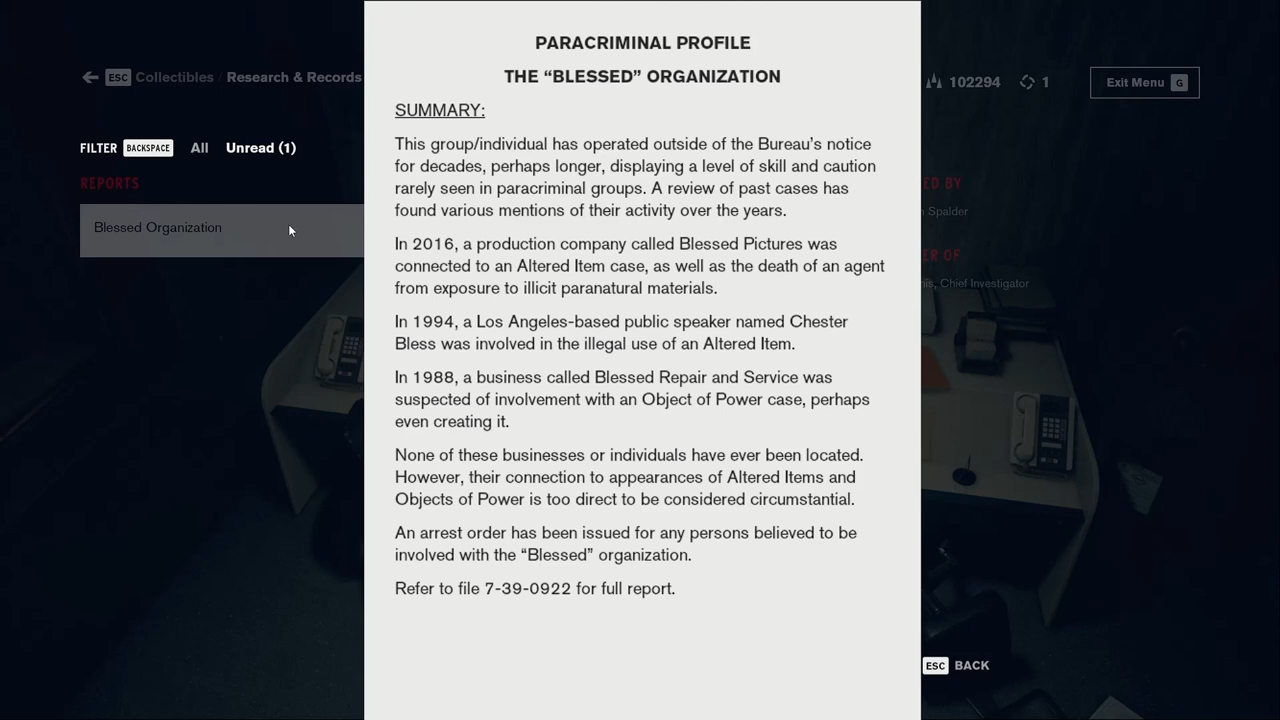 PARACRIMINAL PROFILE
THE “BLESSED” ORGANIZATION
ESC Collectibles / Research & Records
102294 1 Exit Menu G
FILTER BACKSPACE All Unread (1)
REPORTS
Blessed Organization
SUMMARY:
This group/individual has operated outside of the Bureau’s notice
for decades, perhaps longer, displaying a level of skill and caution
rarely seen in paracriminal groups. A review of past cases has
found various mentions of their activity over the years.
In 2016, a production company called Blessed Pictures was
connected to an Altered Item case, as well as the death of an agent
from exposure to illicit paranatural materials.
In 1994, a Los Angeles-based public speaker named Chester
Bless was involved in the illegal use of an Altered Item.
In 1988, a business called Blessed Repair and Service was
suspected of involvement with an Object of Power case, perhaps
even creating it.
None of these businesses or individuals have ever been located.
However, their connection to appearances of Altered Items and
Objects of Power is too direct to be considered circumstantial.
An arrest order has been issued for any persons believed to be
involved with the “Blessed” organization.
Refer to file 7-39-0922 for full report.
ED BY
Spalder
ER OF
Chief Investigator
ESC BACK